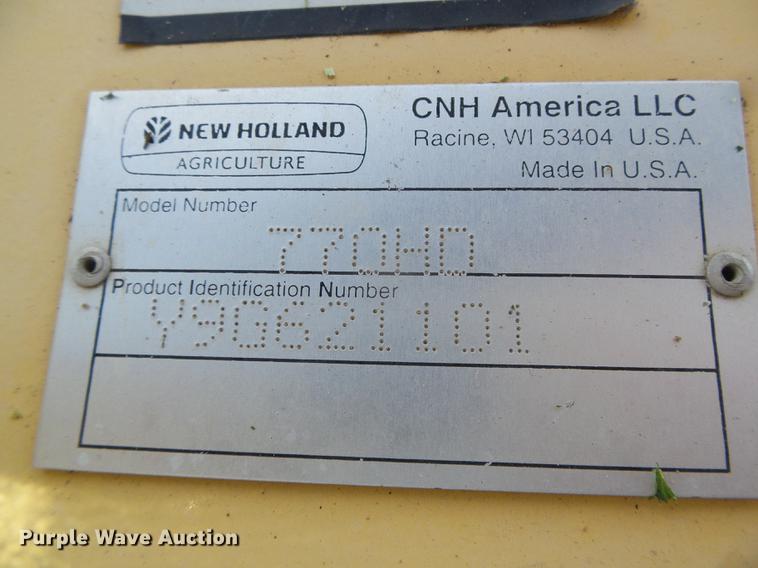 NEW HOLLAND
AGRICULTURE
CNH America LLC
Racine, WI 53404 U.S.A.
Made In U.S.A.
Model Number
770HD
Product Identification Number
Y9G621101
Purple Wave Auction